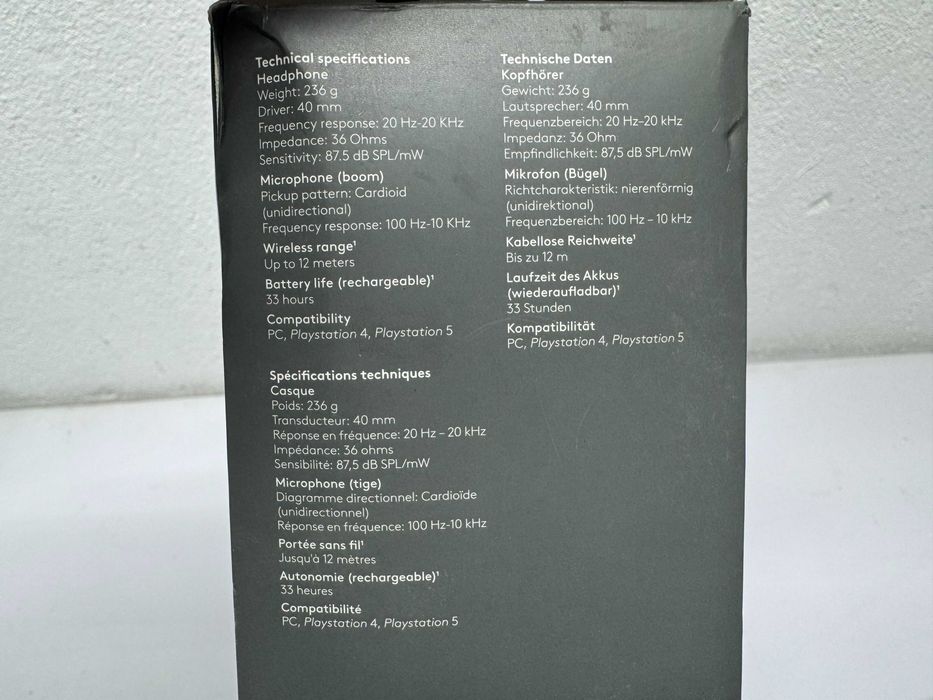 Technical specifications
Headphone
Weight: 236 g
Driver: 40 mm
Frequency response: 20 Hz-20 KHz
Impedance: 36 Ohms
Sensitivity: 87.5 dB SPL/mW
Microphone (boom)
Pickup pattern: Cardioid
(unidirectional)
Frequency response: 100 Hz-10 KHz
Wireless range¹
Up to 12 meters
Battery life (rechargeable)¹
33 hours
Compatibility
PC, Playstation 4, Playstation 5
Technische Daten
Kopfhörer
Gewicht: 236 g
Lautsprecher: 40 mm
Frequenzbereich: 20 Hz–20 kHz
Impedanz: 36 Ohm
Empfindlichkeit: 87,5 dB SPL/mW
Mikrofon (Bügel)
Richtcharakteristik: nierenförmig
(unidirektional)
Frequenzbereich: 100 Hz – 10 kHz
Kabellose Reichweite¹
Bis zu 12 m
Laufzeit des Akkus
(wiederaufladbar)¹
33 Stunden
Kompatibilität
PC, Playstation 4, Playstation 5
Spécifications techniques
Casque
Poids: 236 g
Transducteur: 40 mm
Réponse en fréquence: 20 Hz – 20 kHz
Impédance: 36 ohms
Sensibilité: 87,5 dB SPL/mW
Microphone (tige)
Diagramme directionnel: Cardioïde
(unidirectionnel)
Réponse en fréquence: 100 Hz-10 kHz
Portée sans fil¹
Jusqu'à 12 mètres
Autonomie (rechargeable)¹
33 heures
Compatibilité
PC, Playstation 4, Playstation 5